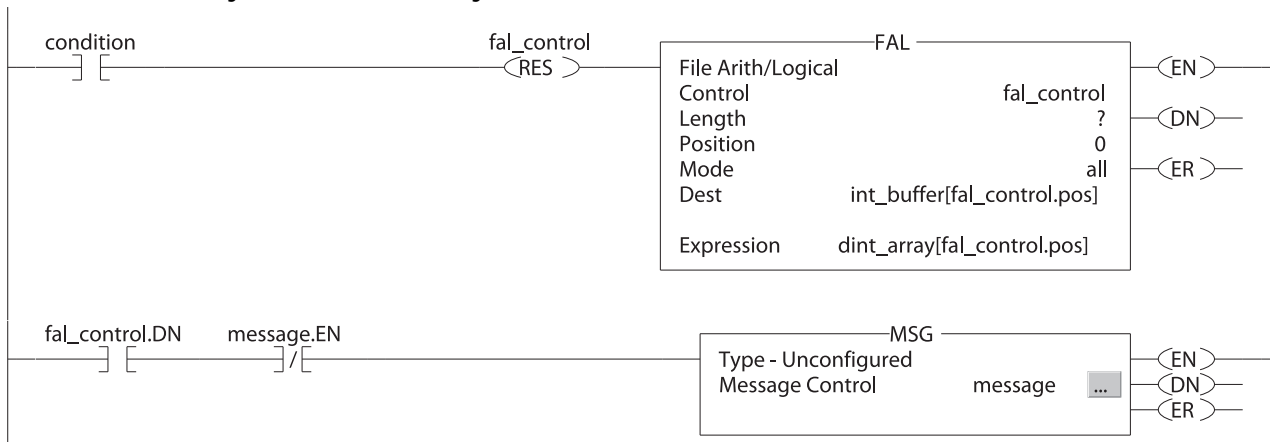 condition
fal_control
RES
FAL
EN
File Arith/Logical
Control fal_control
Length ?
DN
Position 0
Mode all
ER
Dest int_buffer[fal_control.pos]
Expression dint_array[fal_control.pos]
fal_control.DN message.EN
/
MSG
Type - Unconfigured
EN
Message Control message ...
DN
ER